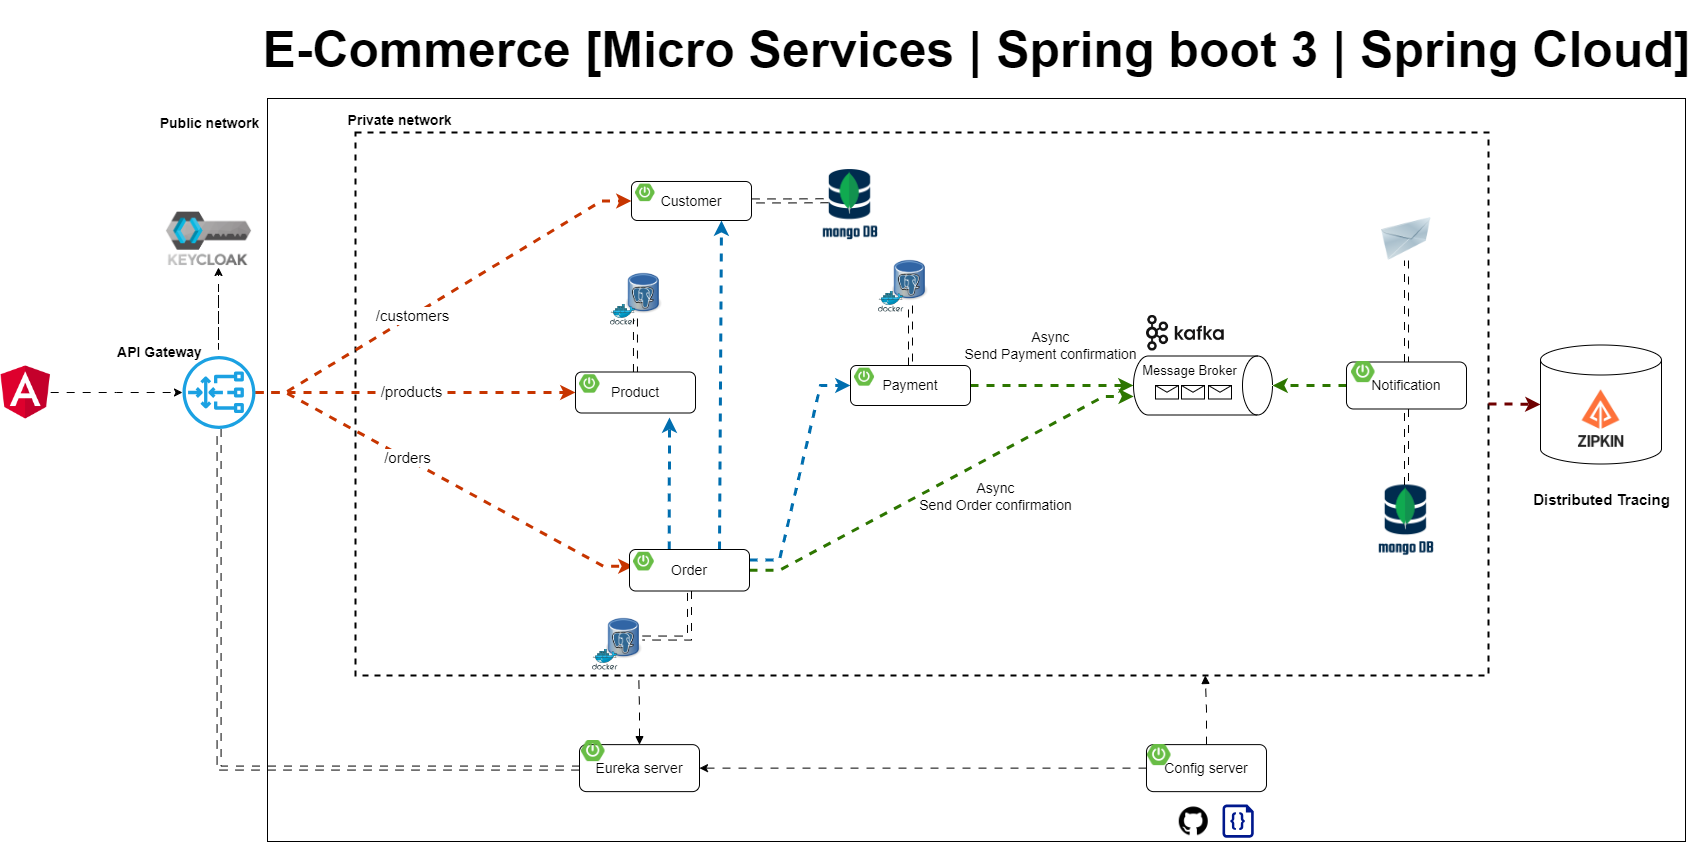 E-Commerce [Micro Services | Spring boot 3 | Spring Cloud]
Public network
Private network
Customer
mongo DB
KEYCLOAK
docker
docker
/customers
kafka
Async
Send Payment confirmation
API Gateway
Message Broker
Product
/products
Payment
Notification
ZIPKIN
/orders
Async
Send Order confirmation
Distributed Tracing
mongo DB
Order
docker
Eureka server
Config server
{}